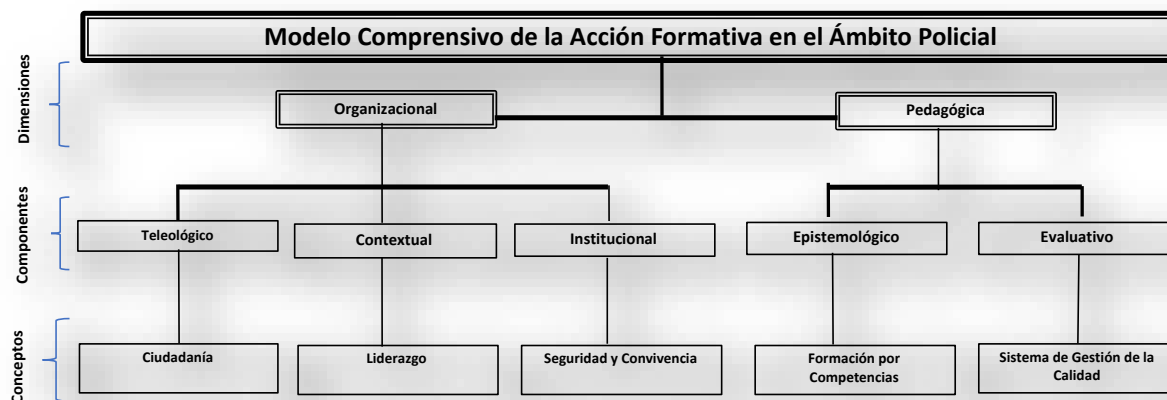 Modelo Comprensivo de la Acción Formativa en el Ámbito Policial
Dimensiones
Organizacional
Pedagógica
Componentes
Teleológico
Contextual
Institucional
Epistemológico
Evaluativo
Conceptos
Ciudadanía
Liderazgo
Seguridad y Convivencia
Formación por
Competencias
Sistema de Gestión de la
Calidad